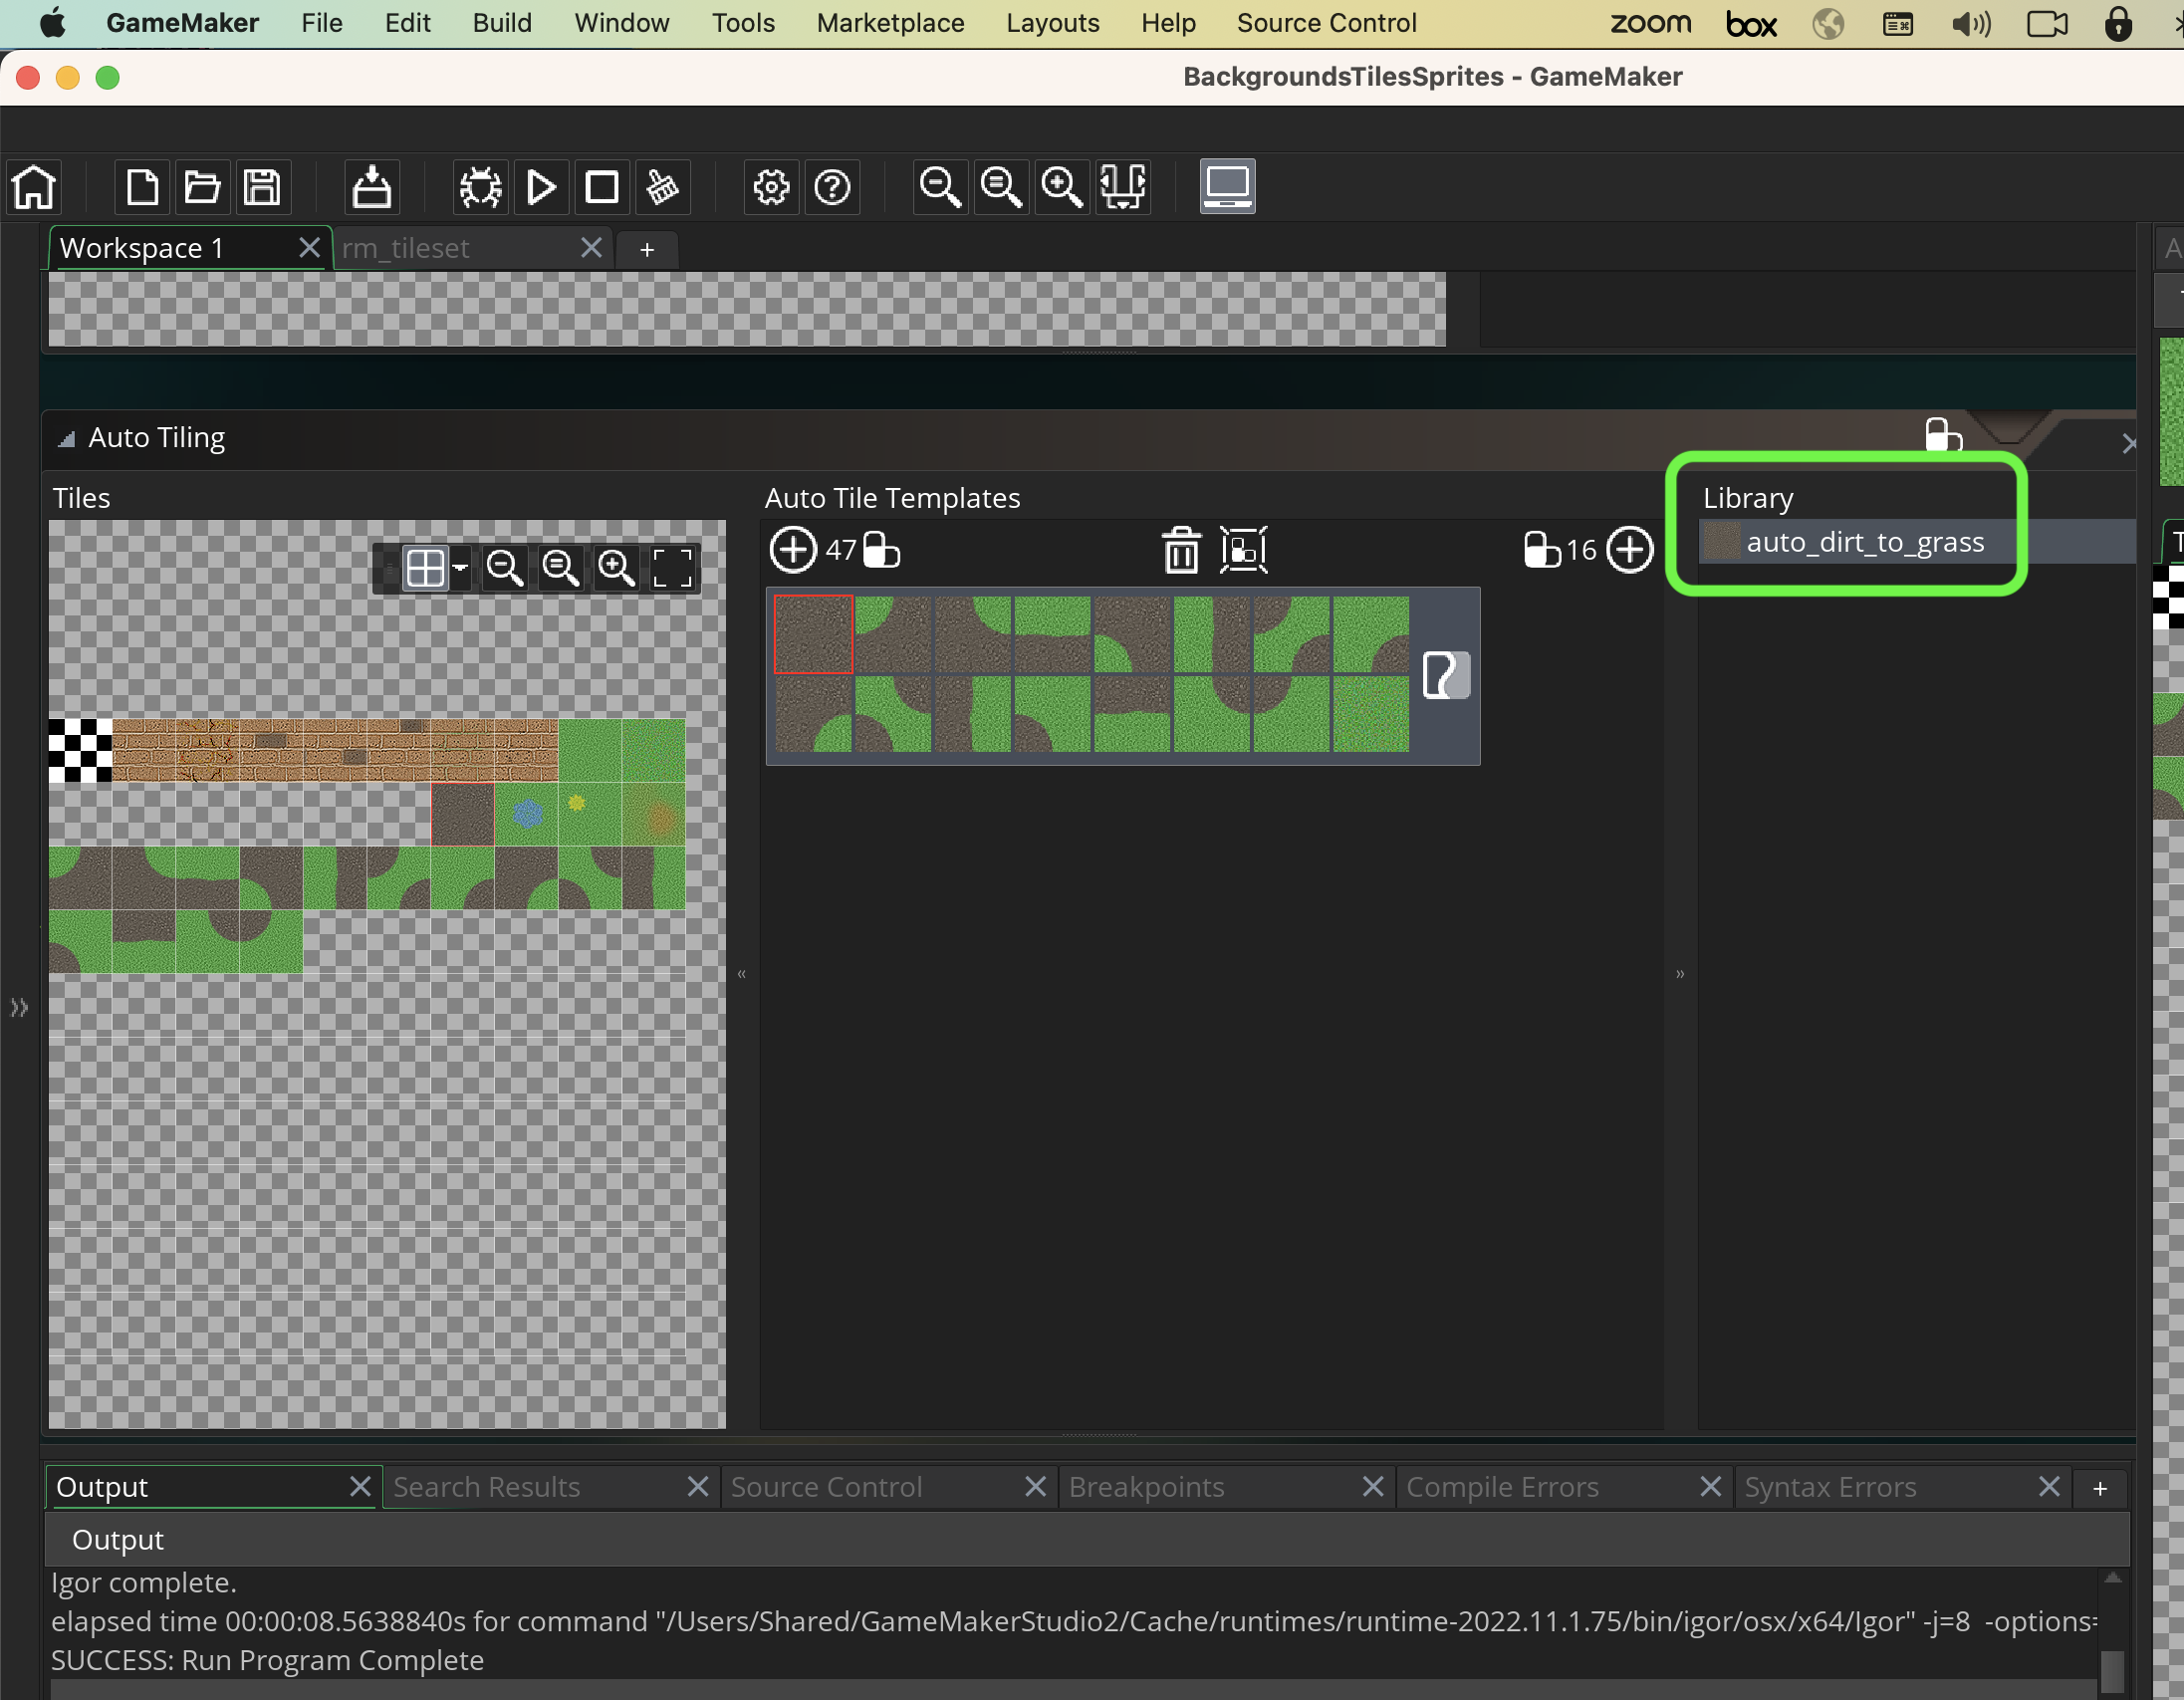 GameMaker File Edit Build Window Tools Marketplace Layouts Help Source Control zoom box
BackgroundsTilesSprites - GameMaker
Workspace 1 rm_tileset +
Auto Tiling
Tiles
Auto Tile Templates
Library
47
16
auto_dirt_to_grass
Output Search Results Source Control Breakpoints Compile Errors Syntax Errors +
Output
Igor complete.
elapsed time 00:00:08.5638840s for command "/Users/Shared/GameMakerStudio2/Cache/runtimes/runtime-2022.11.1.75/bin/igor/osx/x64/Igor" -j=8 -options=
SUCCESS: Run Program Complete